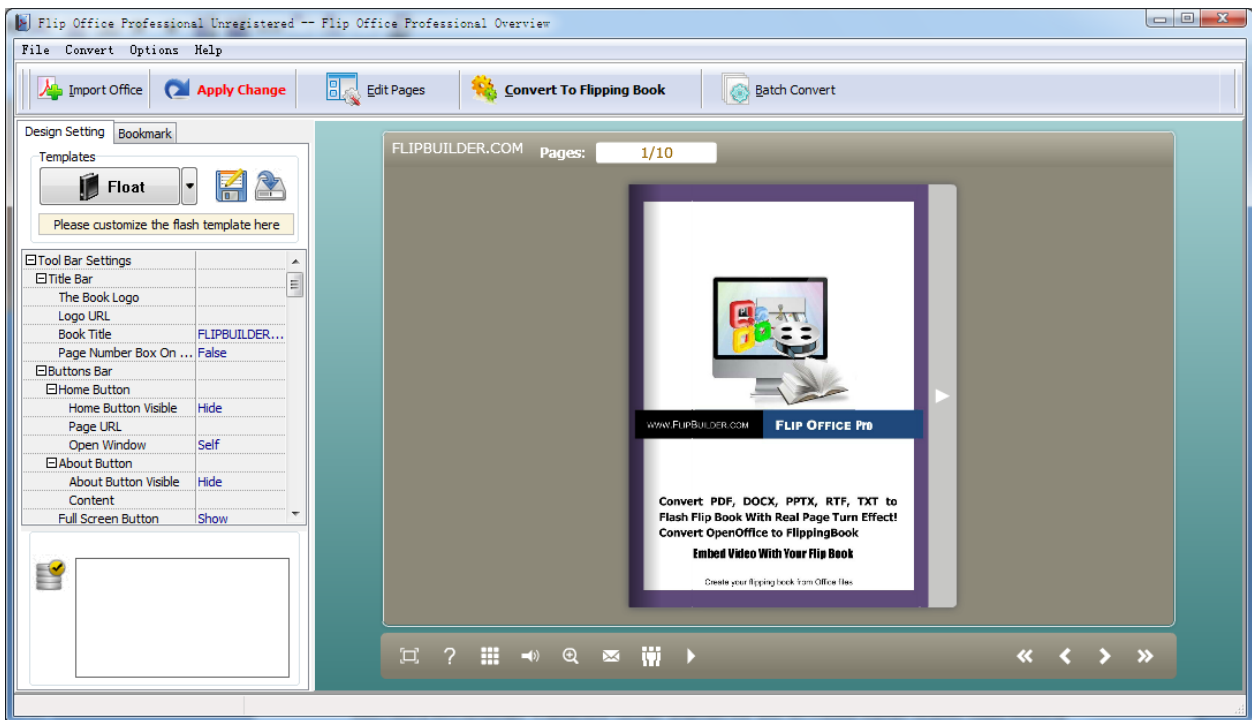 Flip Office Professional Unregistered -- Flip Office Professional Overview
File Convert Options Help
Import Office Apply Change Edit Pages Convert To Flipping Book Batch Convert
Design Setting Bookmark
Templates
Float
Please customize the flash template here
Tool Bar Settings
Title Bar
The Book Logo
Logo URL
Book Title FLIPBUILDER...
Page Number Box On ... False
Buttons Bar
Home Button
Home Button Visible Hide
Page URL
Open Window Self
About Button
About Button Visible Hide
Content
Full Screen Button Show
FLIPBUILDER.COM Pages: 1/10
WWW.FLIPBUILDER.COM FLIP OFFICE PRO
Convert PDF, DOCX, PPTX, RTF, TXT to
Flash Flip Book With Real Page Turn Effect!
Convert OpenOffice to FlippingBook
Embed Video With Your Flip Book
Create your flipping book from Office files